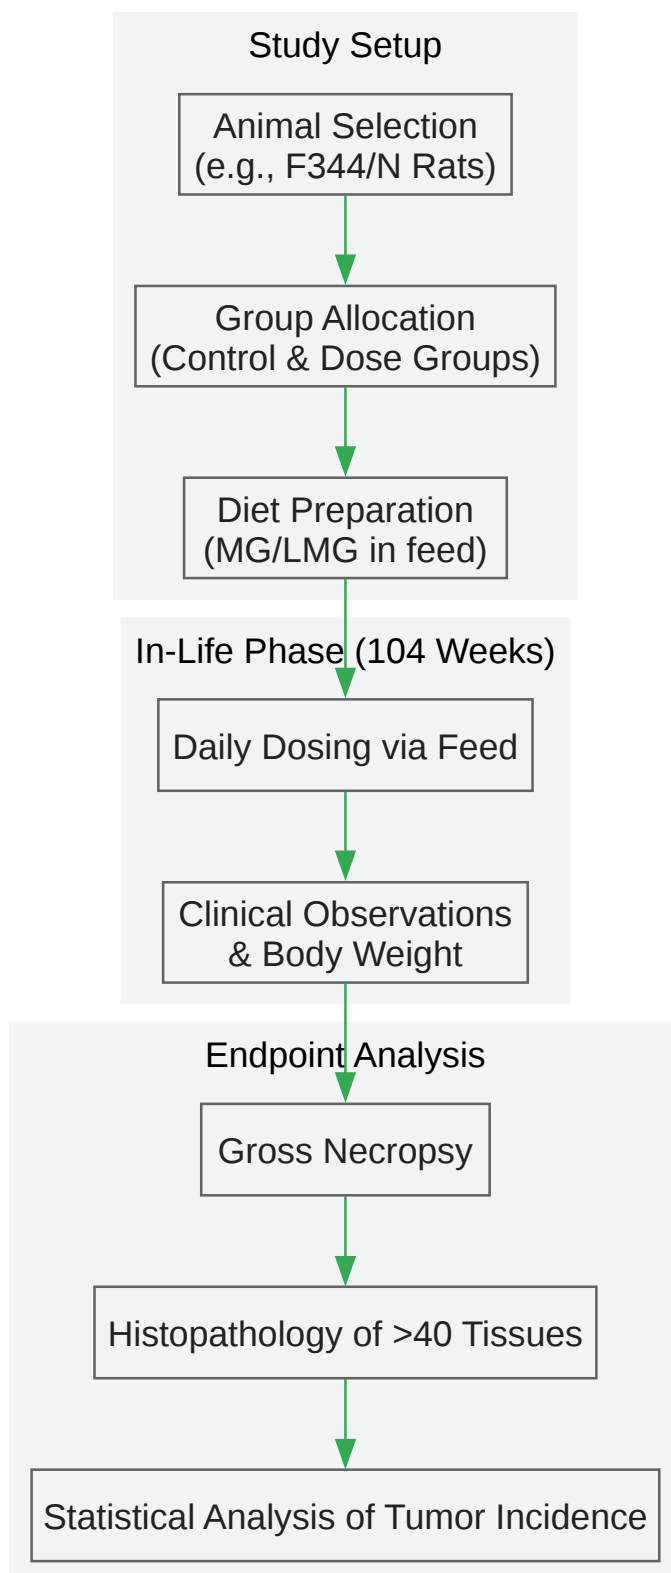 Study Setup
Animal Selection
(e.g., F344/N Rats)
Group Allocation
(Control & Dose Groups)
Diet Preparation
(MG/LMG in feed)
In-Life Phase (104 Weeks)
Daily Dosing via Feed
Clinical Observations
& Body Weight
Endpoint Analysis
Gross Necropsy
Histopathology of >40 Tissues
Statistical Analysis of Tumor Incidence